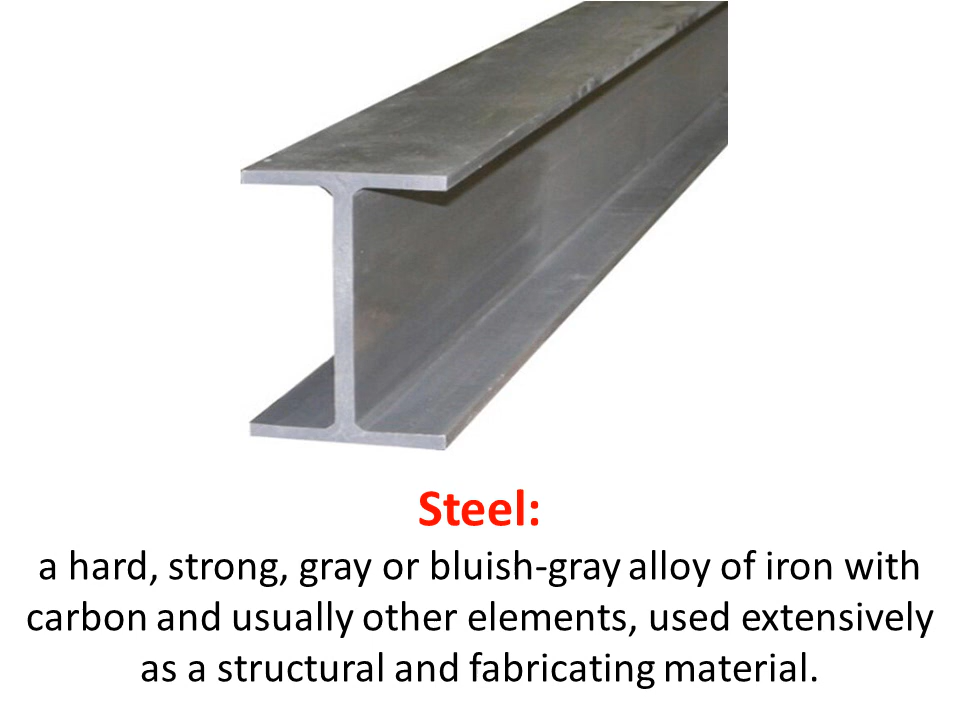 Steel:
a hard, strong, gray or bluish-gray alloy of iron with
carbon and usually other elements, used extensively
as a structural and fabricating material.